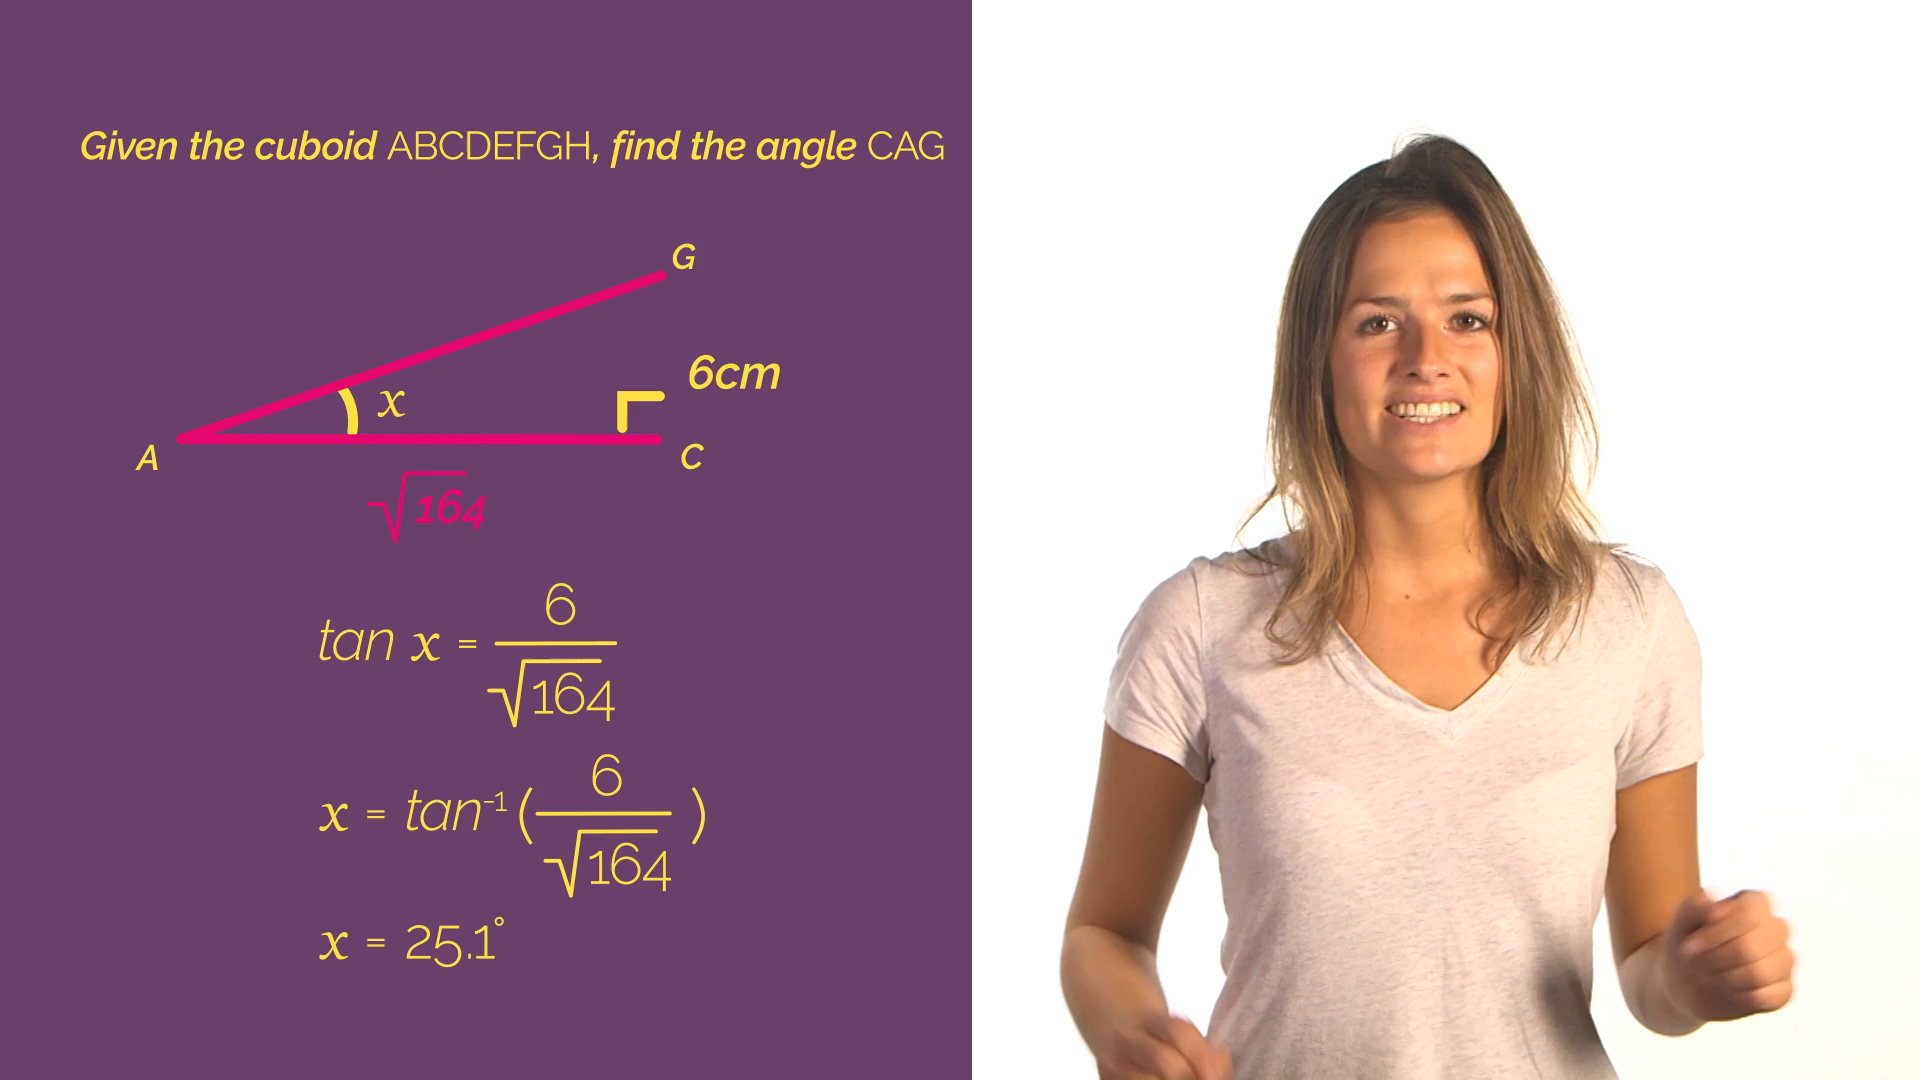 Given the cuboid ABCDEFGH, find the angle CAG
G
6cm
x
A
C
√164
tan x = 6/√164
x = tan⁻¹(6/√164)
x = 25.1°